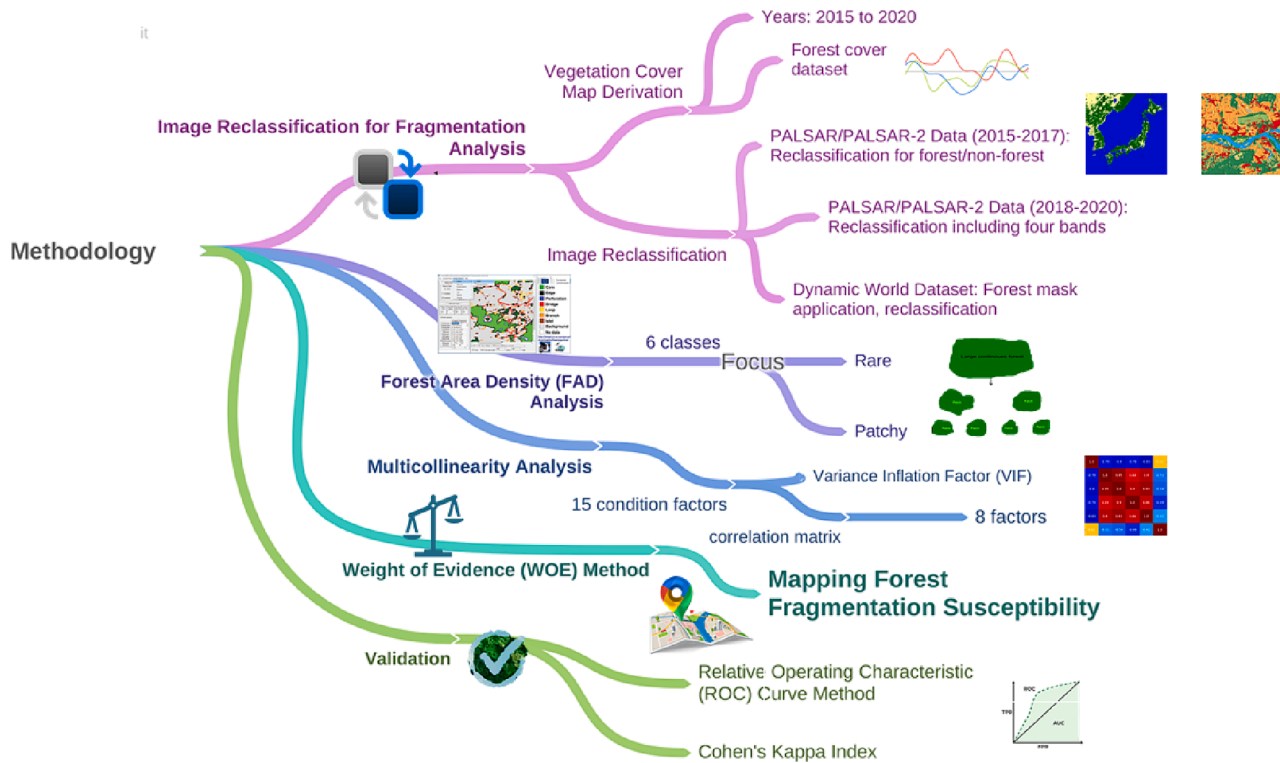 it
Years: 2015 to 2020
Forest cover
dataset
Vegetation Cover
Map Derivation
Image Reclassification for Fragmentation
Analysis
PALSAR/PALSAR-2 Data (2015-2017):
Reclassification for forest/non-forest
PALSAR/PALSAR-2 Data (2018-2020):
Reclassification including four bands
Image Reclassification
Dynamic World Dataset: Forest mask
application, reclassification
Methodology
6 classes
Focus
Rare
Patchy
Forest Area Density (FAD)
Analysis
Multicollinearity Analysis
15 condition factors
Variance Inflation Factor (VIF)
8 factors
correlation matrix
Weight of Evidence (WOE) Method
Mapping Forest
Fragmentation Susceptibility
Validation
Relative Operating Characteristic
(ROC) Curve Method
Cohen's Kappa Index
ROC
TPR
AUC